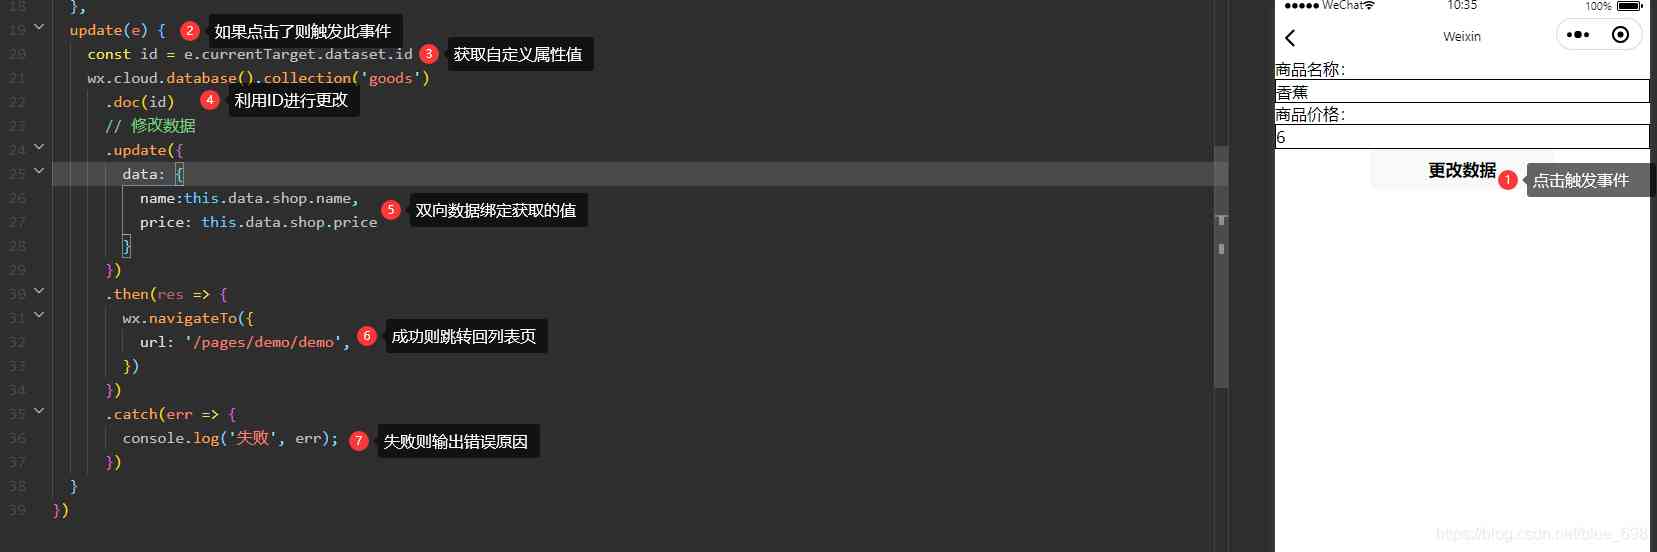 18 },
19 update(e) { 2 如果点击了则触发此事件
20 const id = e.currentTarget.dataset.id 3 获取自定义属性值
21 wx.cloud.database().collection('goods')
22 .doc(id) 4 利用ID进行更改
23 // 修改数据
24 .update({
25 data: {
26 name:this.data.shop.name,
5 双向数据绑定获取的值
27 price: this.data.shop.price
28 }
29 })
30 .then(res => {
31 wx.navigateTo({
32 url: '/pages/demo/demo', 6 成功则跳转回列表页
33 })
34 })
35 .catch(err => {
36 console.log('失败', err); 7 失败则输出错误原因
37 })
38 }
39 })
WeChat 10:35 100%
Weixin
商品名称:
香蕉
商品价格:
6
更改数据 1 点击触发事件
https://blog.csdn.net/blue_698